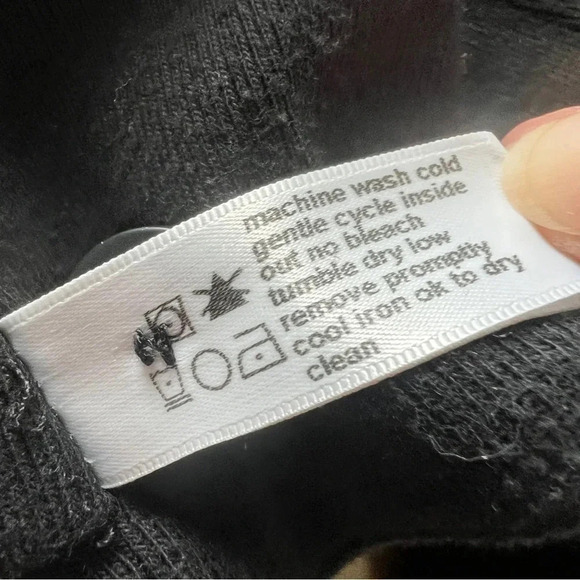 machine wash cold
gentle cycle inside
out no bleach
tumble dry low
remove promptly
cool iron ok to dry
clean